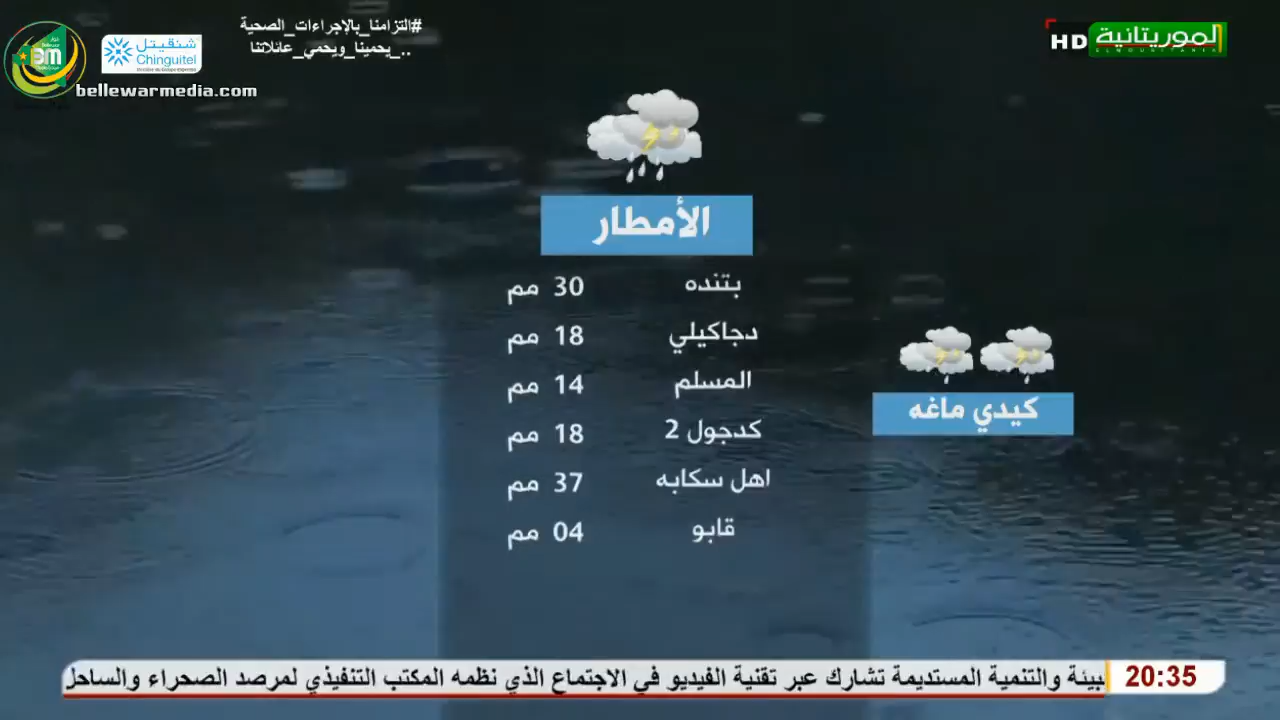 #التزامنا_بالإجراءات_الصحية
.._يحمينا_ويحمي_عائلاتنا
شنقيتل
Chinguitel
bellewarmedia.com
HD الموريتانية
الأمطار
بتنده 30 مم
دجاكيلي 18 مم
المسلم 14 مم
كدجول 2 18 مم
اهل سكابه 37 مم
قابو 04 مم
كيدي ماغه
20:35
بيئة والتنمية المستديمة تشارك عبر تقنية الفيديو في الاجتماع الذي نظمه المكتب التنفيذي لمرصد الصحراء والساحل